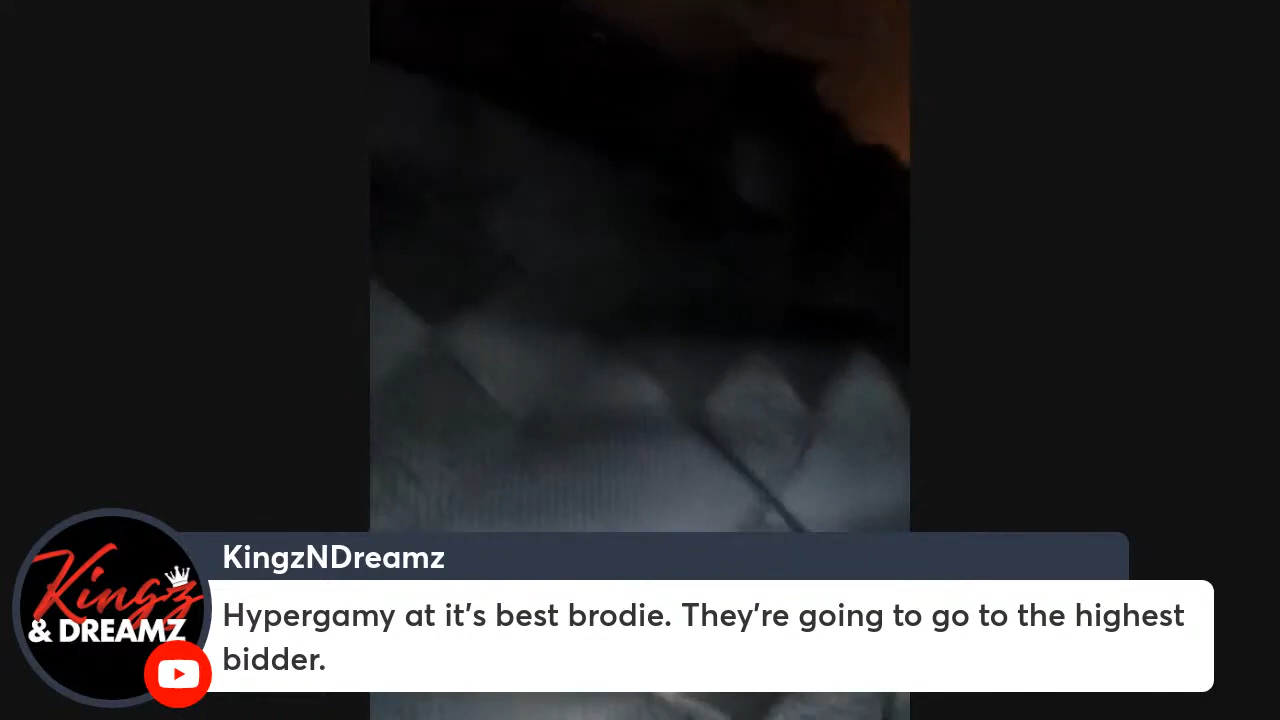 KingzNDreamz
Hypergamy at it's best brodie. They're going to go to the highest
bidder.
Kingz
& DREAMZ